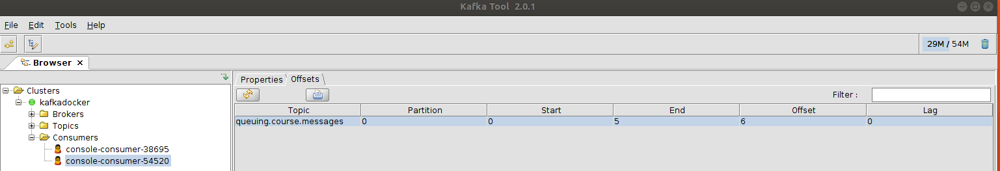 Kafka Tool 2.0.1
File Edit Tools Help
29M / 54M
Browser
Clusters
kafkadocker
Brokers
Topics
Consumers
console-consumer-38695
console-consumer-54520
Properties Offsets
Filter :
Topic Partition Start End Offset Lag
queuing.course.messages 0 0 5 6 0